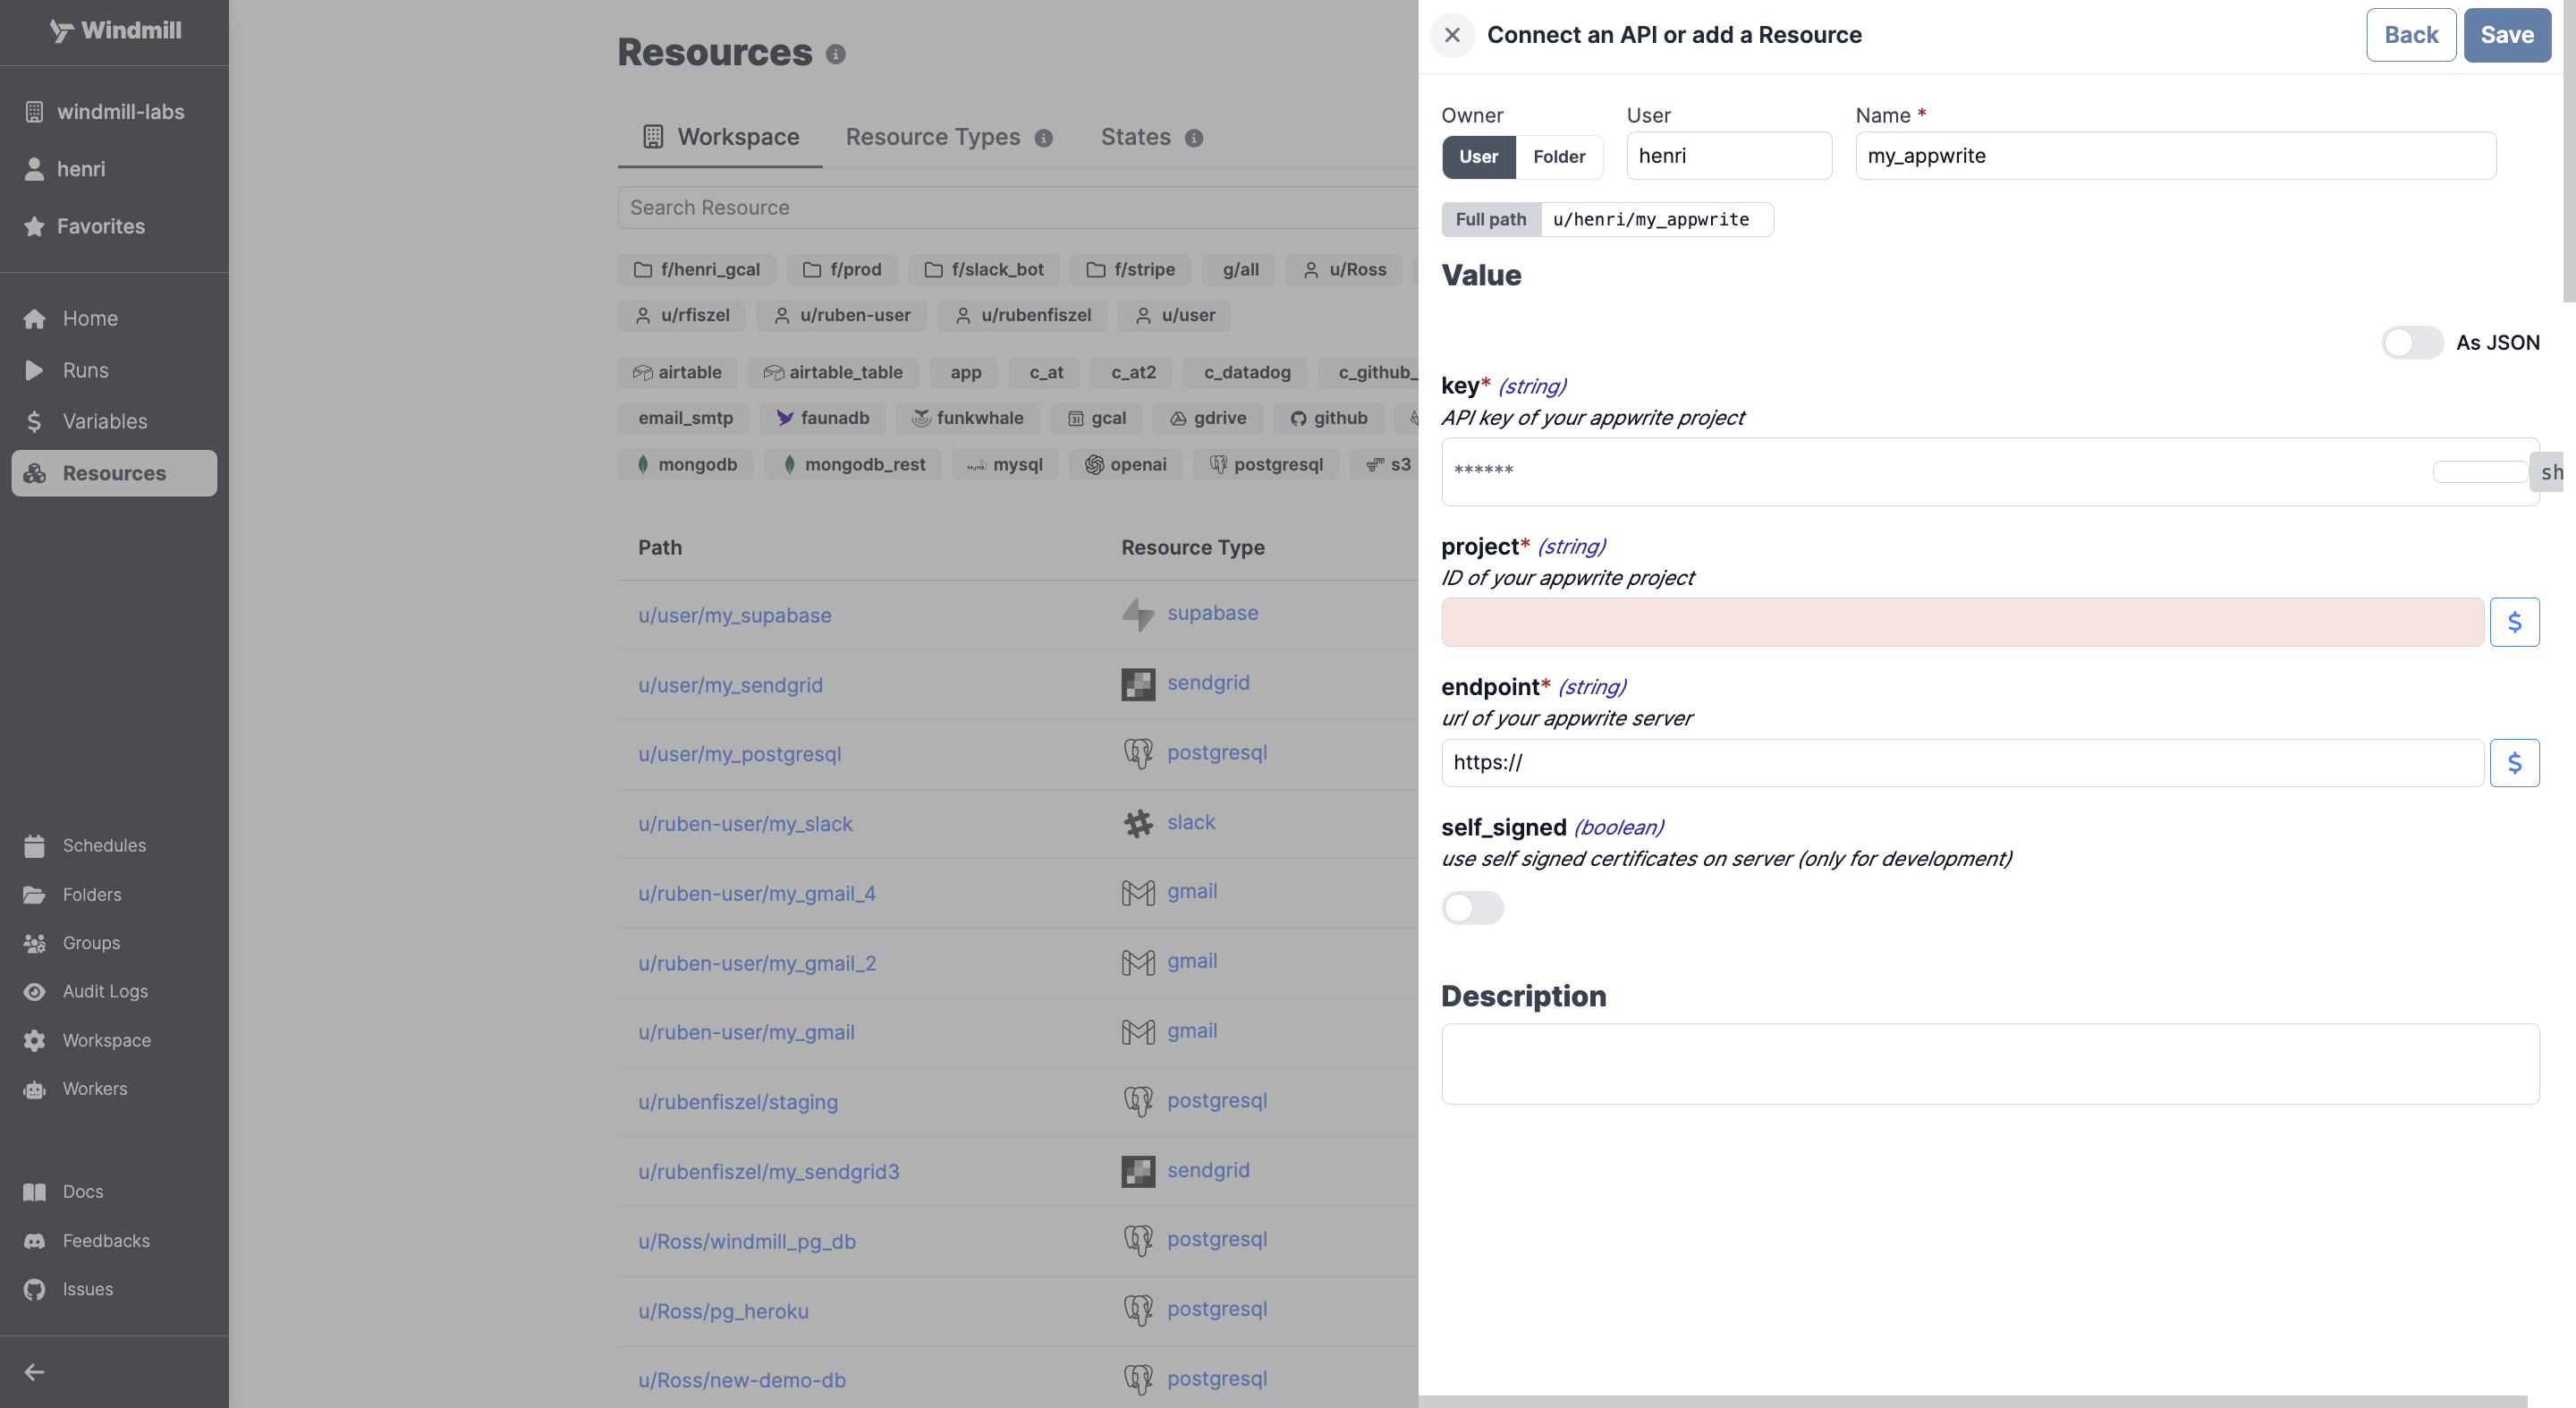 Windmill
windmill-labs
henri
Favorites
Home
Runs
Variables
Resources
Schedules
Folders
Groups
Audit Logs
Workspace
Workers
Docs
Feedbacks
Issues
Resources
Workspace Resource Types States
Search Resource
f/henri_gcal f/prod f/slack_bot f/stripe g/all u/Ross
u/rfiszel u/ruben-user u/rubenfiszel u/user
airtable airtable_table app c_at c_at2 c_datadog c_github_
email_smtp faunadb funkwhale gcal gdrive github
mongodb mongodb_rest mysql openai postgresql s3
Path Resource Type
u/user/my_supabase supabase
u/user/my_sendgrid sendgrid
u/user/my_postgresql postgresql
u/ruben-user/my_slack slack
u/ruben-user/my_gmail_4 gmail
u/ruben-user/my_gmail_2 gmail
u/ruben-user/my_gmail gmail
u/rubenfiszel/staging postgresql
u/rubenfiszel/my_sendgrid3 sendgrid
u/Ross/windmill_pg_db postgresql
u/Ross/pg_heroku postgresql
u/Ross/new-demo-db postgresql
Connect an API or add a Resource Back Save
Owner User Name *
User Folder henri my_appwrite
Full path u/henri/my_appwrite
Value
As JSON
key* (string)
API key of your appwrite project
****** sh
project* (string)
ID of your appwrite project
$
endpoint* (string)
url of your appwrite server
https:// $
self_signed (boolean)
use self signed certificates on server (only for development)
Description